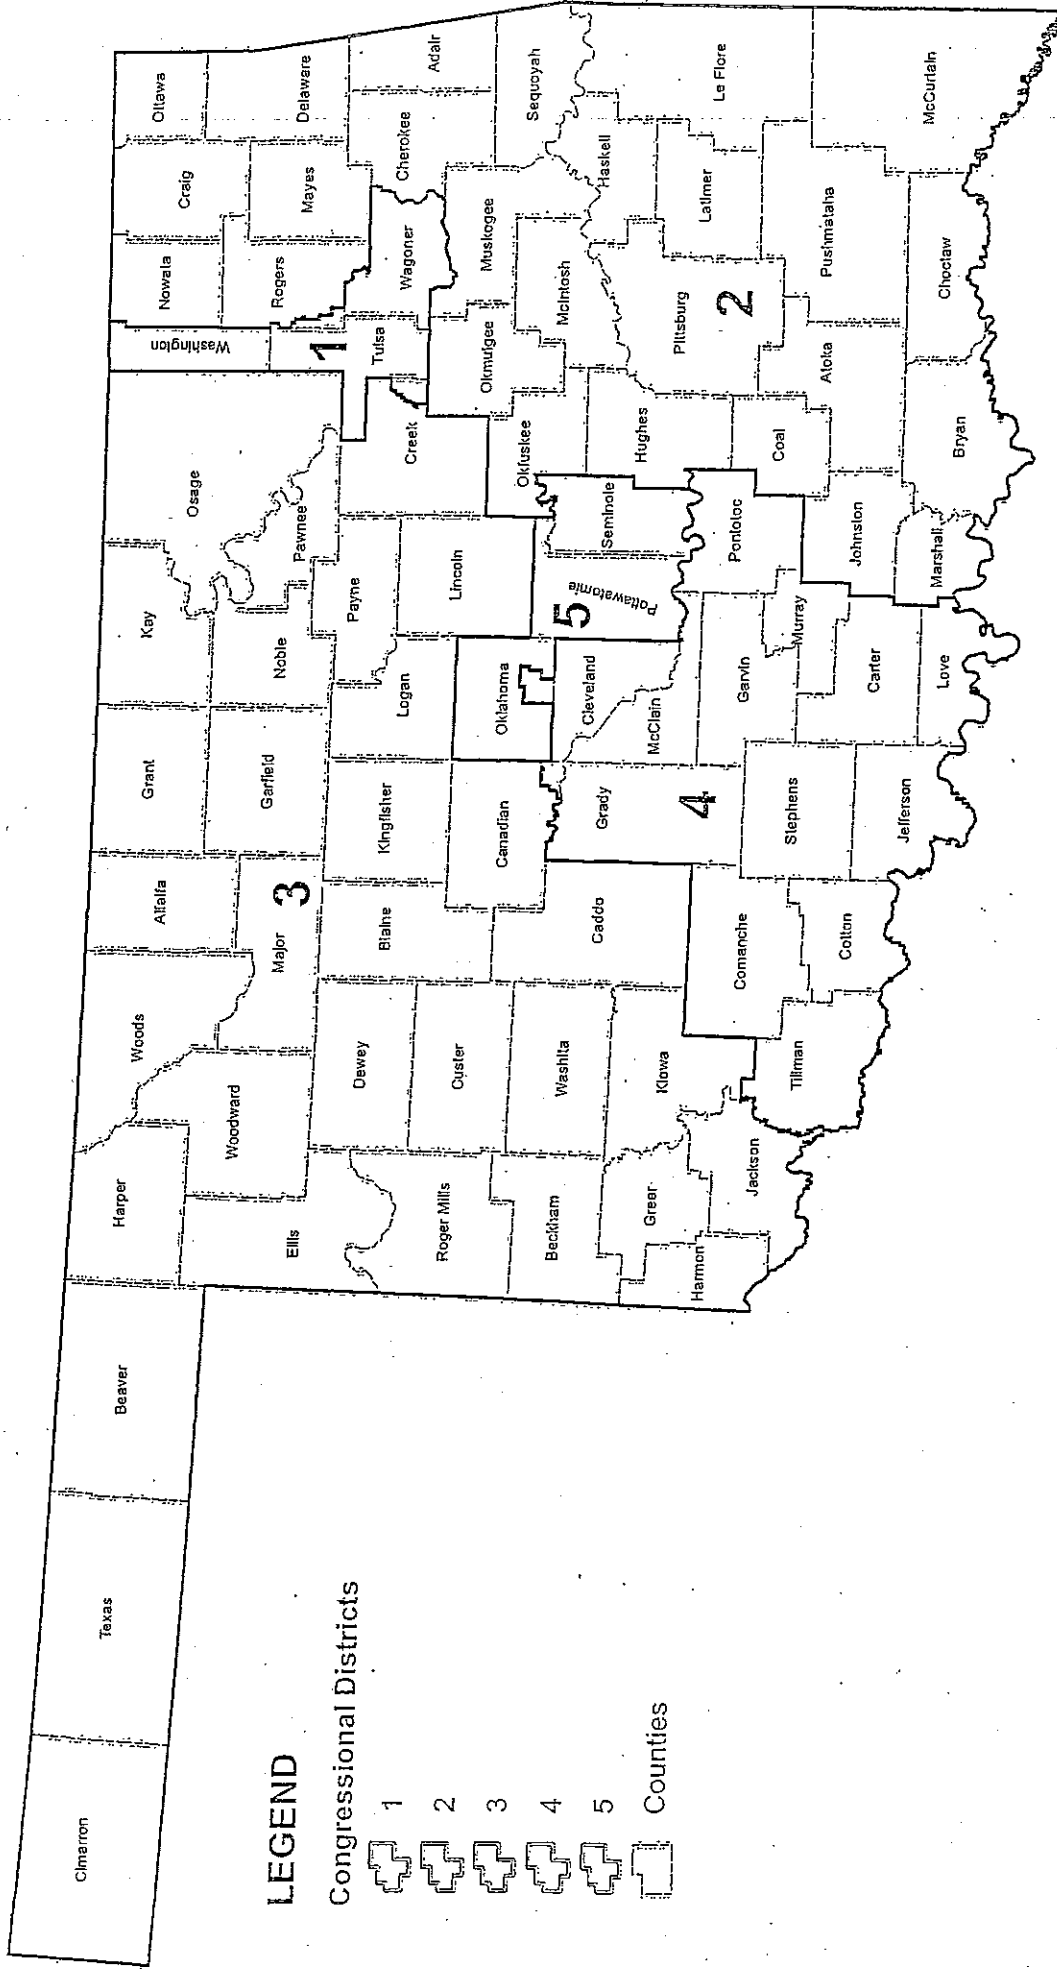 Cimarron
Texas
Beaver
Harper
Woods
Alfalfa
Grant
Kay
Osage
Washington
Nowata
Craig
Ottawa
Ellis
Woodward
Major
3
Garfield
Noble
Pawnee
1
Rogers
Mayes
Delaware
Dewey
Blaine
Kingfisher
Logan
Payne
Creek
Tulsa
Wagoner
Cherokee
Adair
Roger Mills
Custer
Canadian
Oklahoma
Lincoln
Okfuskee
Okmulgee
Muskogee
Sequoyah
Beckham
Washita
Caddo
Grady
Cleveland
McClain
5
Pottawatomie
Seminole
Hughes
McIntosh
Haskell
Harmon
Greer
Kiowa
Comanche
4
Garvin
Pontotoc
Coal
Pittsburg
2
Latimer
Le Flore
Jackson
Tillman
Cotton
Stephens
Murray
Carter
Johnston
Atoka
Pushmataha
McCurtain
Jefferson
Love
Marshall
Bryan
Choctaw
LEGEND
Congressional Districts
1
2
3
4
5
Counties